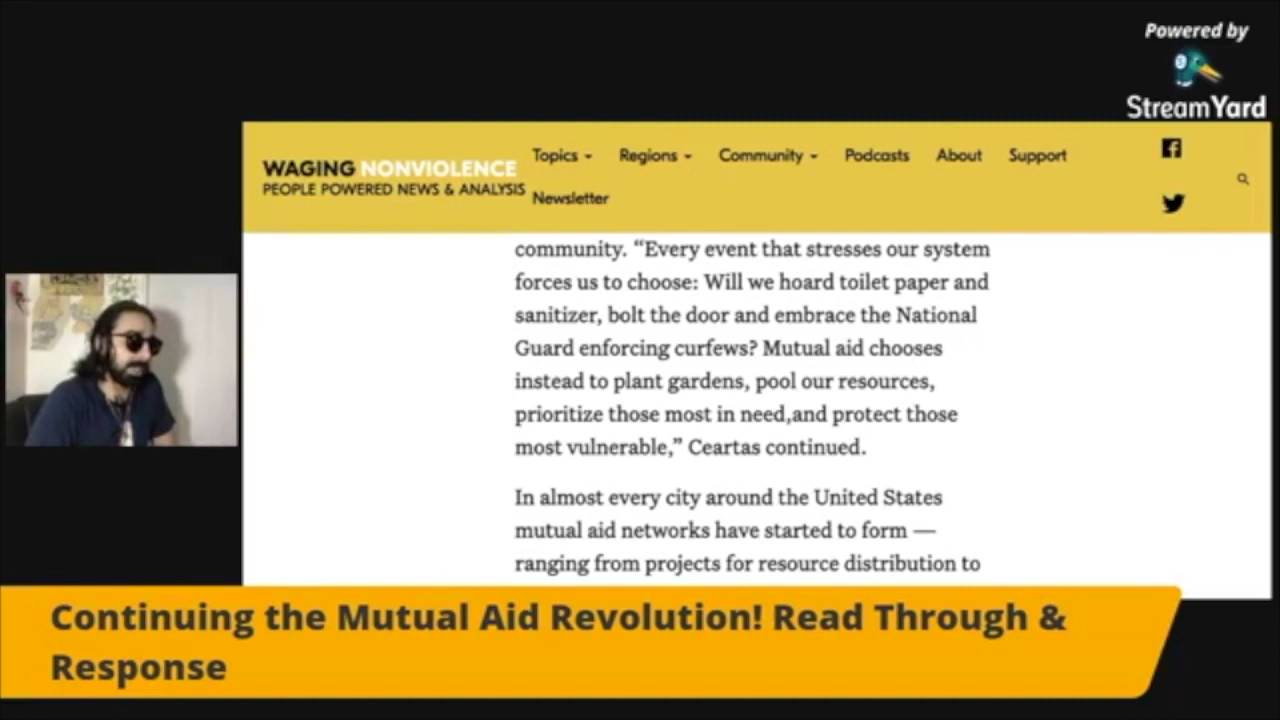 Powered by
StreamYard
WAGING NONVIOLENCE
PEOPLE POWERED NEWS & ANALYSIS
Topics Regions Community Podcasts About Support
Newsletter
community. “Every event that stresses our system
forces us to choose: Will we hoard toilet paper and
sanitizer, bolt the door and embrace the National
Guard enforcing curfews? Mutual aid chooses
instead to plant gardens, pool our resources,
prioritize those most in need,and protect those
most vulnerable,” Ceartas continued.
In almost every city around the United States
mutual aid networks have started to form —
ranging from projects for resource distribution to
Continuing the Mutual Aid Revolution! Read Through &
Response